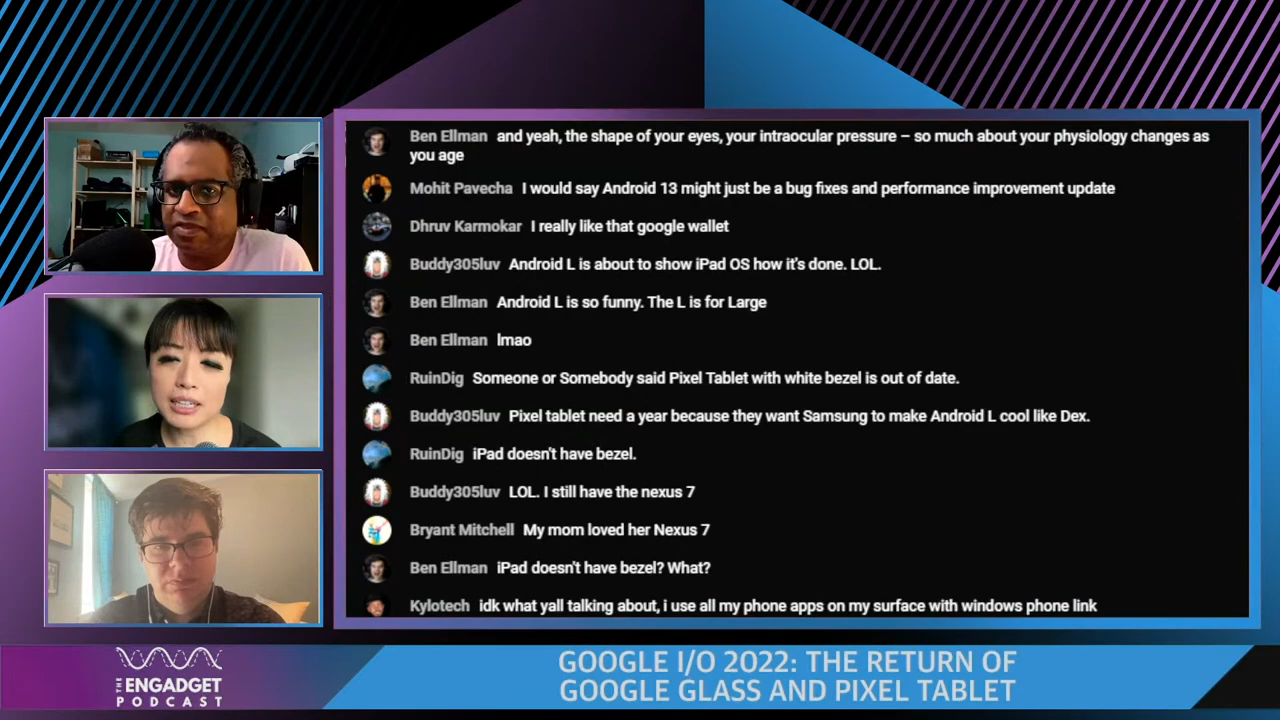 Ben Ellman and yeah, the shape of your eyes, your intraocular pressure – so much about your physiology changes as
you age
Mohit Pavecha I would say Android 13 might just be a bug fixes and performance improvement update
Dhruv Karmokar I really like that google wallet
Buddy305luv Android L is about to show iPad OS how it's done. LOL.
Ben Ellman Android L is so funny. The L is for Large
Ben Ellman lmao
RuinDig Someone or Somebody said Pixel Tablet with white bezel is out of date.
Buddy305luv Pixel tablet need a year because they want Samsung to make Android L cool like Dex.
RuinDig iPad doesn't have bezel.
Buddy305luv LOL. I still have the nexus 7
Bryant Mitchell My mom loved her Nexus 7
Ben Ellman iPad doesn't have bezel? What?
Kylotech idk what yall talking about, i use all my phone apps on my surface with windows phone link
THE ENGADGET
PODCAST
GOOGLE I/O 2022: THE RETURN OF
GOOGLE GLASS AND PIXEL TABLET